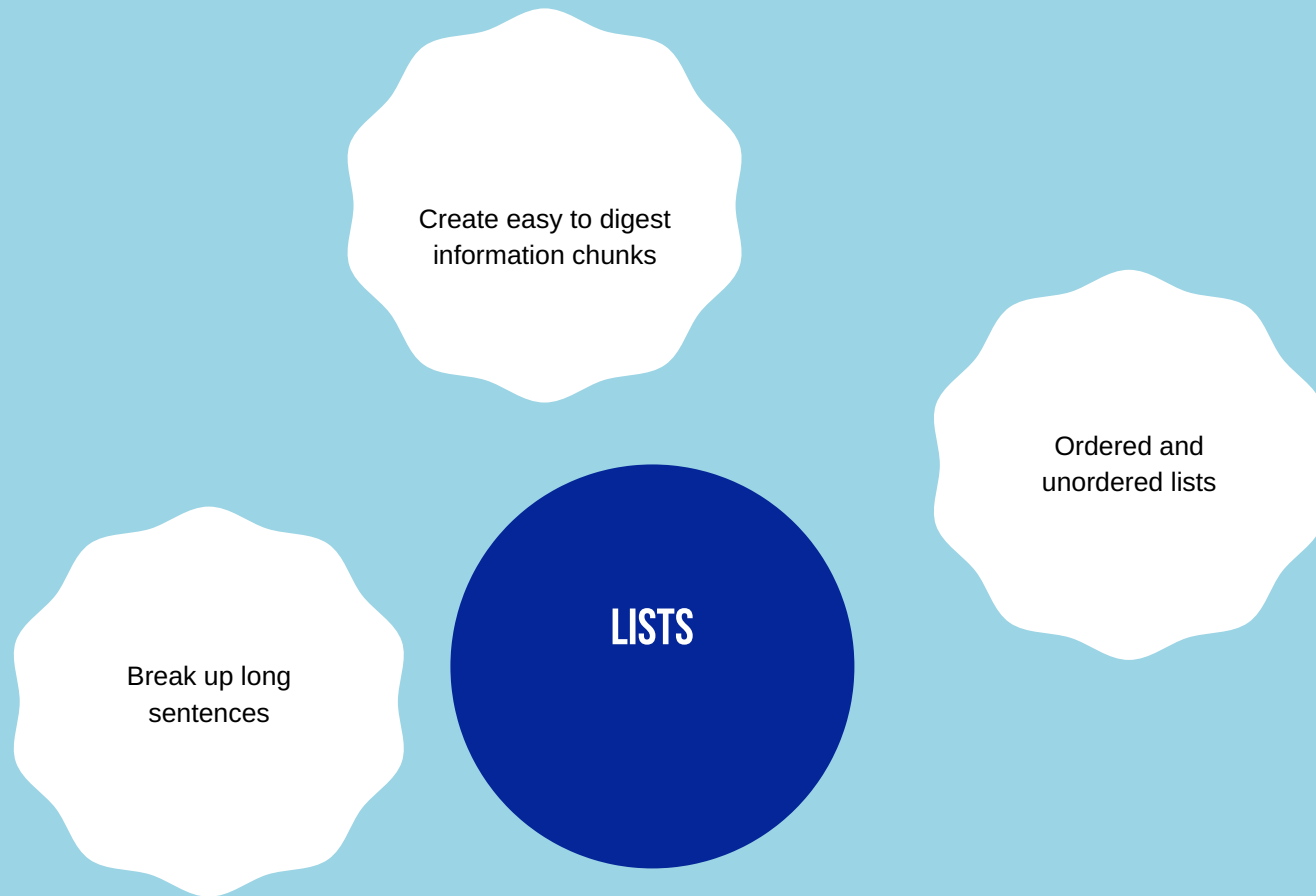 Create easy to digest
information chunks
Ordered and
unordered lists
LISTS
Break up long
sentences